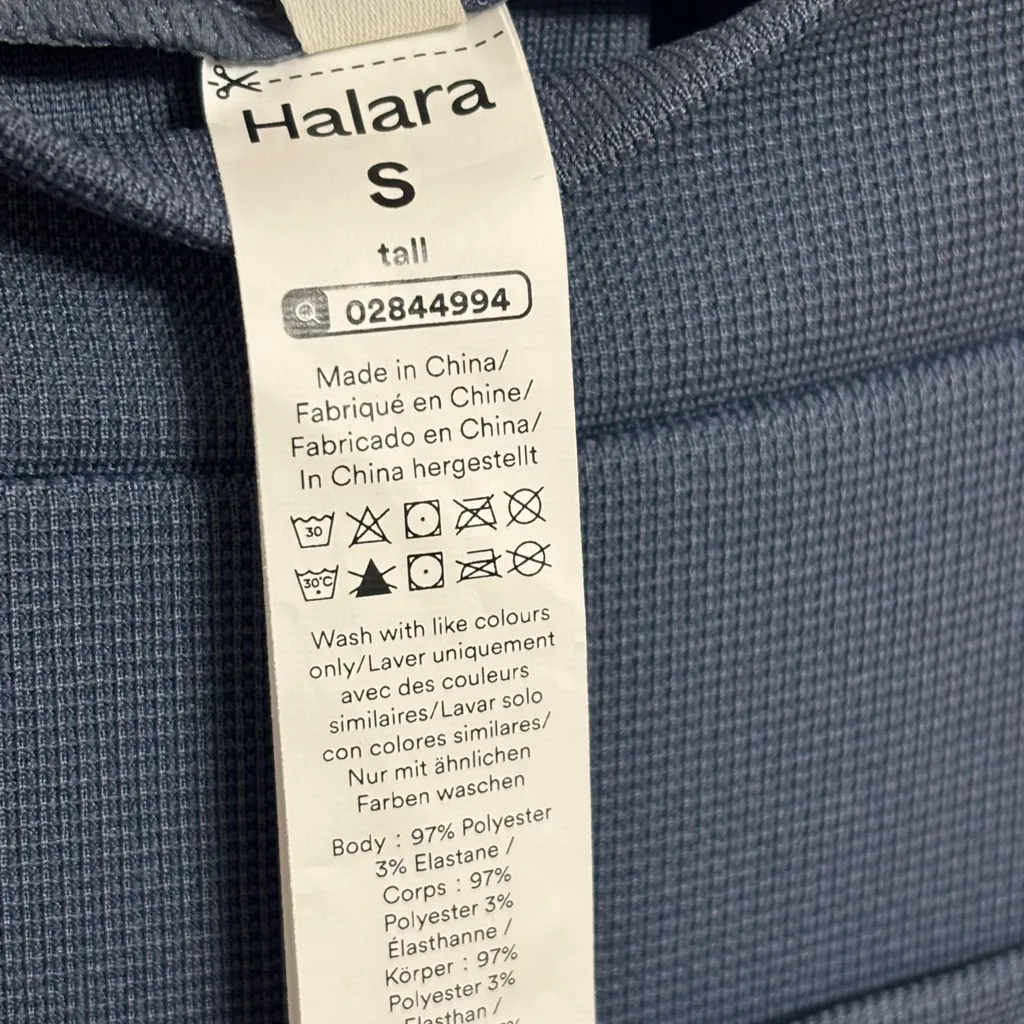 Halara
S
tall
02844994
Made in China/
Fabriqué en Chine/
Fabricado en China/
In China hergestellt
30
30°C
Wash with like colours
only/Laver uniquement
avec des couleurs
similaires/Lavar solo
con colores similares/
Nur mit ähnlichen
Farben waschen
Body : 97% Polyester
3% Elastane /
Corps : 97%
Polyester 3%
Élasthanne /
Körper : 97%
Polyester 3%
Elasthan /